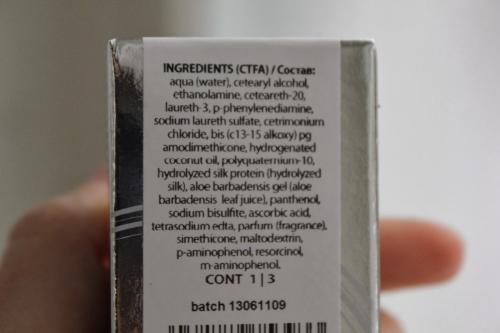 INGREDIENTS (CTFA) / Состав:
aqua (water), cetearyl alcohol,
ethanolamine, ceteareth-20,
laureth-3, p-phenylenediamine,
sodium laureth sulfate, cetrimonium
chloride, bis (c13-15 alkoxy) pg
amodimethicone, hydrogenated
coconut oil, polyquaternium-10,
hydrolyzed silk protein (hydrolyzed
silk), aloe barbadensis gel (aloe
barbadensis leaf juice), panthenol,
sodium bisulfite, ascorbic acid,
tetrasodium edta, parfum (fragrance),
simethicone, maltodextrin,
p-aminophenol, resorcinol,
m-aminophenol.
CONT 1|3
batch 13061109